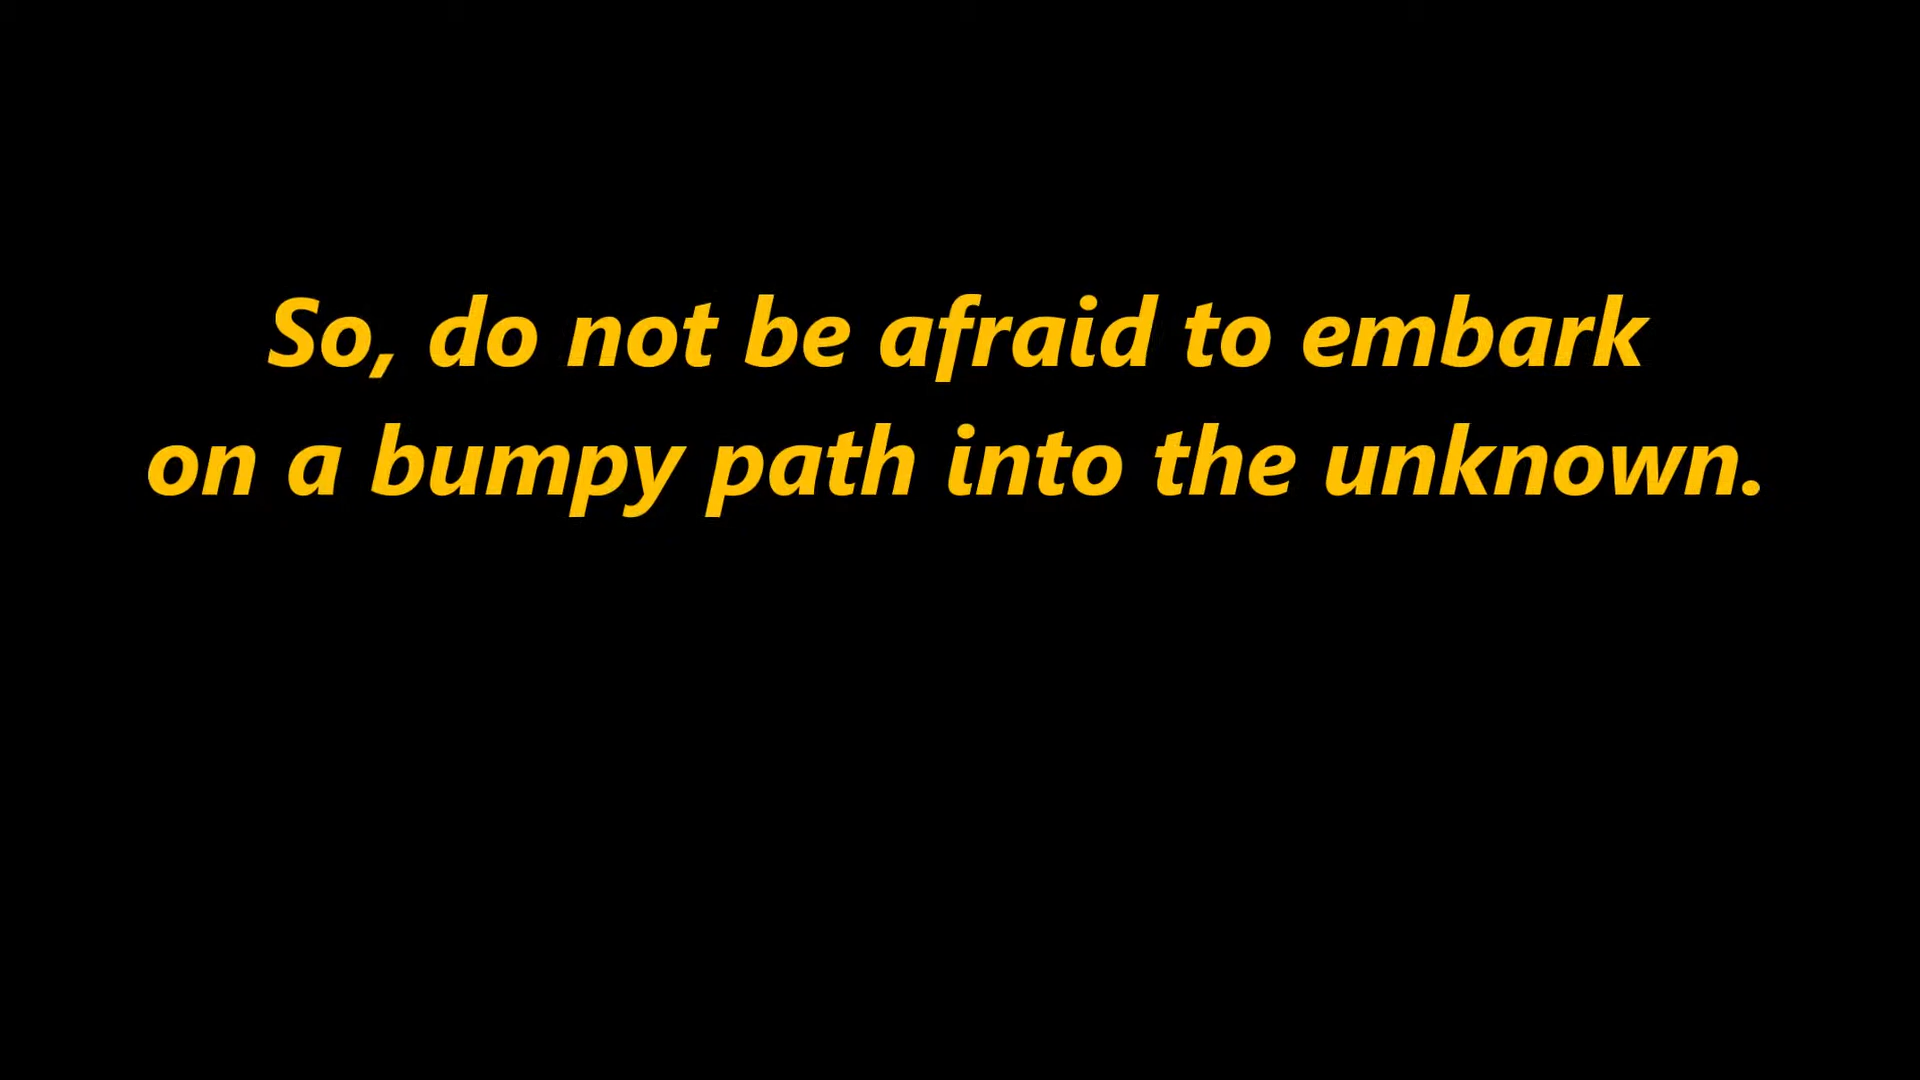 So, do not be afraid to embark
on a bumpy path into the unknown.